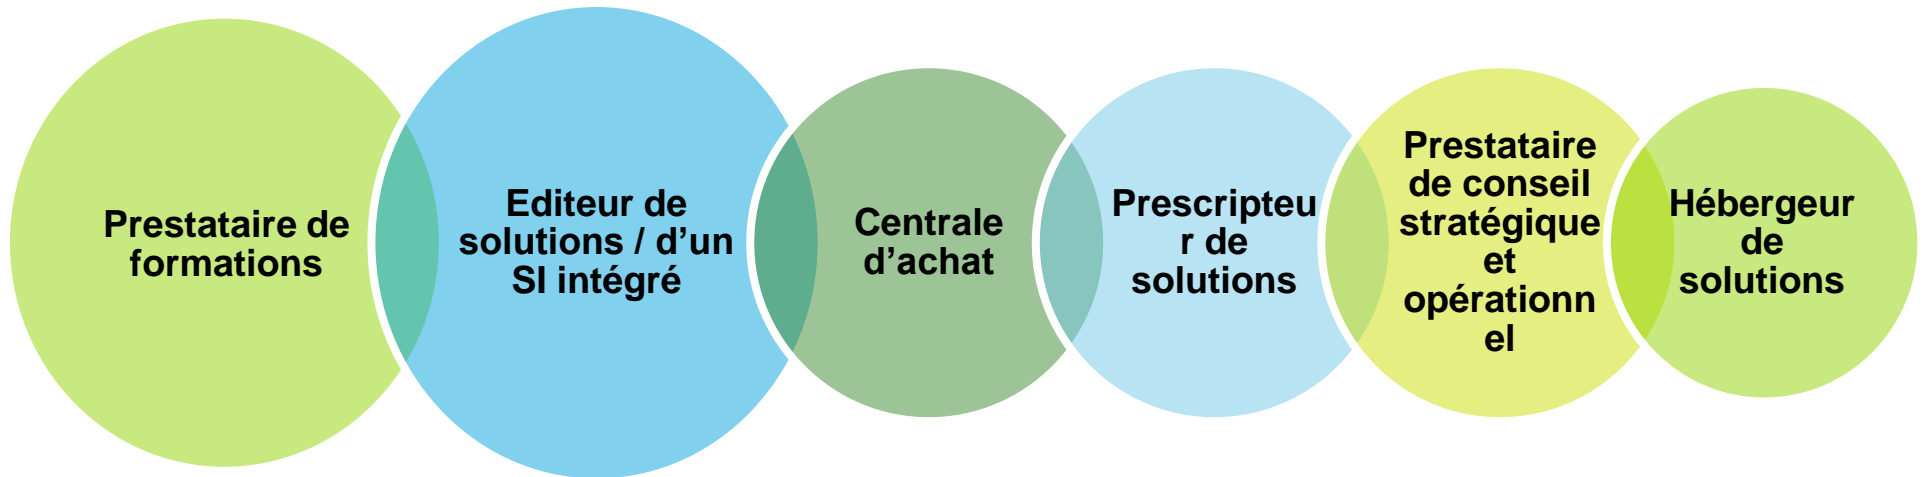 Prestataire de
formations
Editeur de
solutions / d’un
SI intégré
Centrale
d’achat
Prescripteu
r de
solutions
Prestataire
de conseil
stratégique
et
opérationn
el
Hébergeur
de
solutions